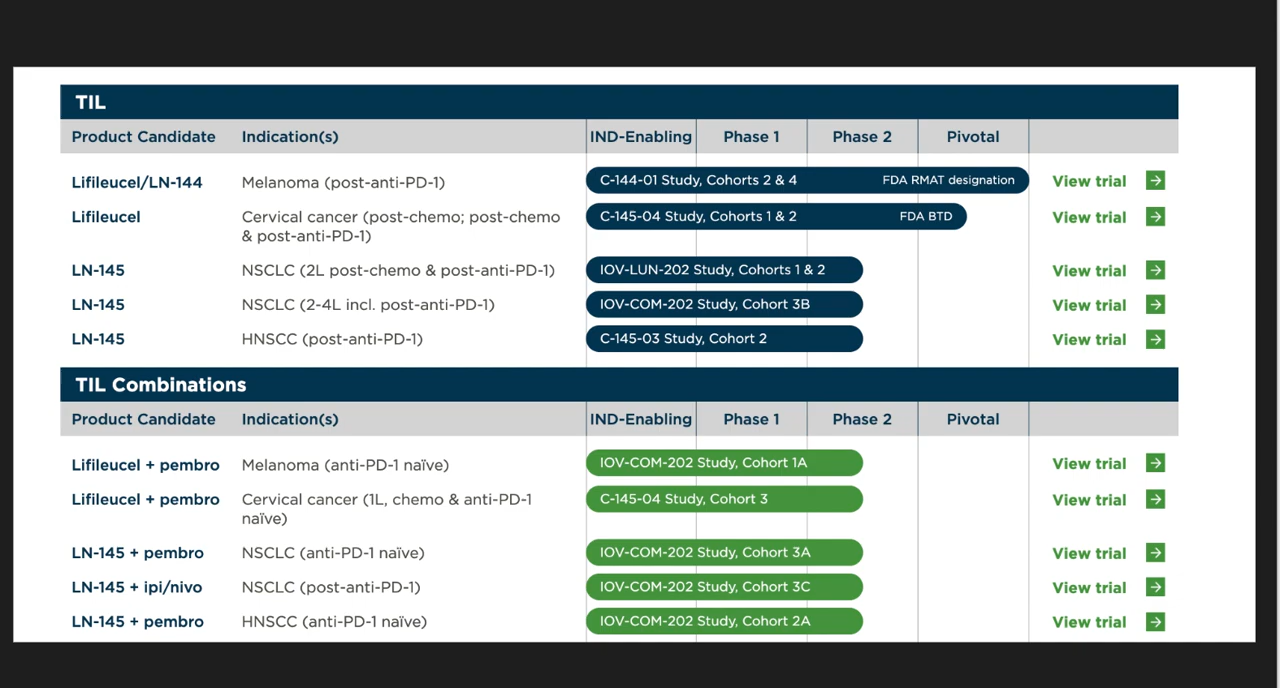 TIL
Product Candidate Indication(s) IND-Enabling Phase 1 Phase 2 Pivotal
Lifileucel/LN-144 Melanoma (post-anti-PD-1) C-144-01 Study, Cohorts 2 & 4 FDA RMAT designation View trial
Lifileucel Cervical cancer (post-chemo; post-chemo C-145-04 Study, Cohorts 1 & 2 FDA BTD View trial
& post-anti-PD-1)
LN-145 NSCLC (2L post-chemo & post-anti-PD-1) IOV-LUN-202 Study, Cohorts 1 & 2 View trial
LN-145 NSCLC (2-4L incl. post-anti-PD-1) IOV-COM-202 Study, Cohort 3B View trial
LN-145 HNSCC (post-anti-PD-1) C-145-03 Study, Cohort 2 View trial
TIL Combinations
Product Candidate Indication(s) IND-Enabling Phase 1 Phase 2 Pivotal
Lifileucel + pembro Melanoma (anti-PD-1 naïve) IOV-COM-202 Study, Cohort 1A View trial
Lifileucel + pembro Cervical cancer (1L, chemo & anti-PD-1 C-145-04 Study, Cohort 3 View trial
naïve)
LN-145 + pembro NSCLC (anti-PD-1 naïve) IOV-COM-202 Study, Cohort 3A View trial
LN-145 + ipi/nivo NSCLC (post-anti-PD-1) IOV-COM-202 Study, Cohort 3C View trial
LN-145 + pembro HNSCC (anti-PD-1 naïve) IOV-COM-202 Study, Cohort 2A View trial